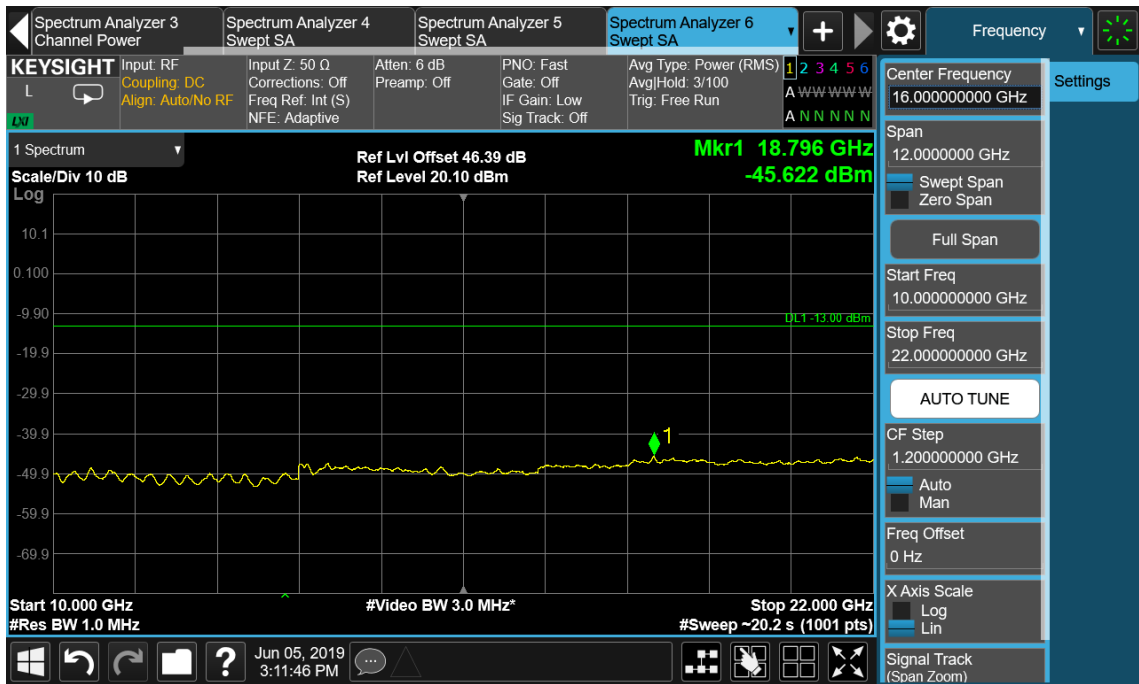 Spectrum Analyzer 3
Channel Power
Spectrum Analyzer 4
Swept SA
Spectrum Analyzer 5
Swept SA
Spectrum Analyzer 6
Swept SA
Frequency
KEYSIGHT
L
LXI
Input: RF
Coupling: DC
Align: Auto/No RF
Input Z: 50 Ω
Corrections: Off
Freq Ref: Int (S)
NFE: Adaptive
Atten: 6 dB
Preamp: Off
PNO: Fast
Gate: Off
IF Gain: Low
Sig Track: Off
Avg Type: Power (RMS)
Avg|Hold: 3/100
Trig: Free Run
1 2 3 4 5 6
A W W W W W
A N N N N N
1 Spectrum
Scale/Div 10 dB
Ref Lvl Offset 46.39 dB
Ref Level 20.10 dBm
Mkr1 18.796 GHz
-45.622 dBm
Log
10.1
0.100
-9.90
-19.9
-29.9
-39.9
-49.9
-59.9
-69.9
DL1 -13.00 dBm
1
Start 10.000 GHz
#Res BW 1.0 MHz
#Video BW 3.0 MHz*
Stop 22.000 GHz
#Sweep ~20.2 s (1001 pts)
Center Frequency
16.000000000 GHz
Span
12.0000000 GHz
Swept Span
Zero Span
Full Span
Start Freq
10.000000000 GHz
Stop Freq
22.000000000 GHz
AUTO TUNE
CF Step
1.200000000 GHz
Auto
Man
Freq Offset
0 Hz
X Axis Scale
Log
Lin
Signal Track
(Span Zoom)
Settings
?
Jun 05, 2019
3:11:46 PM